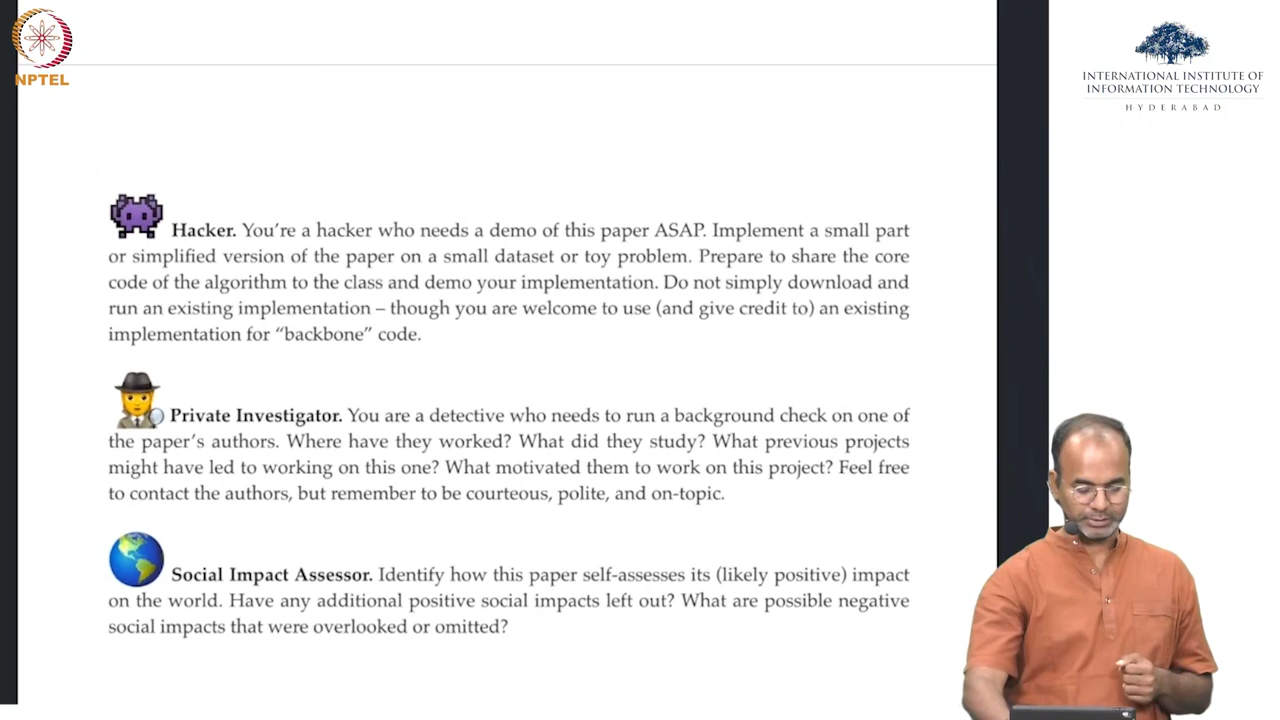 NPTEL
INTERNATIONAL INSTITUTE OF
INFORMATION TECHNOLOGY
HYDERABAD
Hacker. You're a hacker who needs a demo of this paper ASAP. Implement a small part
or simplified version of the paper on a small dataset or toy problem. Prepare to share the core
code of the algorithm to the class and demo your implementation. Do not simply download and
run an existing implementation – though you are welcome to use (and give credit to) an existing
implementation for “backbone” code.
Private Investigator. You are a detective who needs to run a background check on one of
the paper's authors. Where have they worked? What did they study? What previous projects
might have led to working on this one? What motivated them to work on this project? Feel free
to contact the authors, but remember to be courteous, polite, and on-topic.
Social Impact Assessor. Identify how this paper self-assesses its (likely positive) impact
on the world. Have any additional positive social impacts left out? What are possible negative
social impacts that were overlooked or omitted?